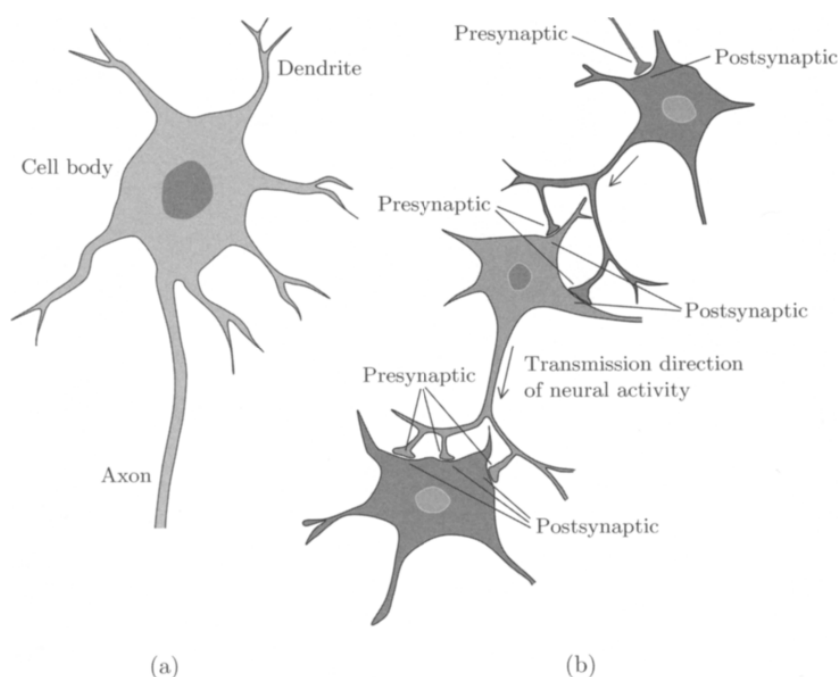 Presynaptic
Dendrite
Postsynaptic
Cell body
Presynaptic
Postsynaptic
Transmission direction
of neural activity
Presynaptic
Axon
Postsynaptic
(a)
(b)